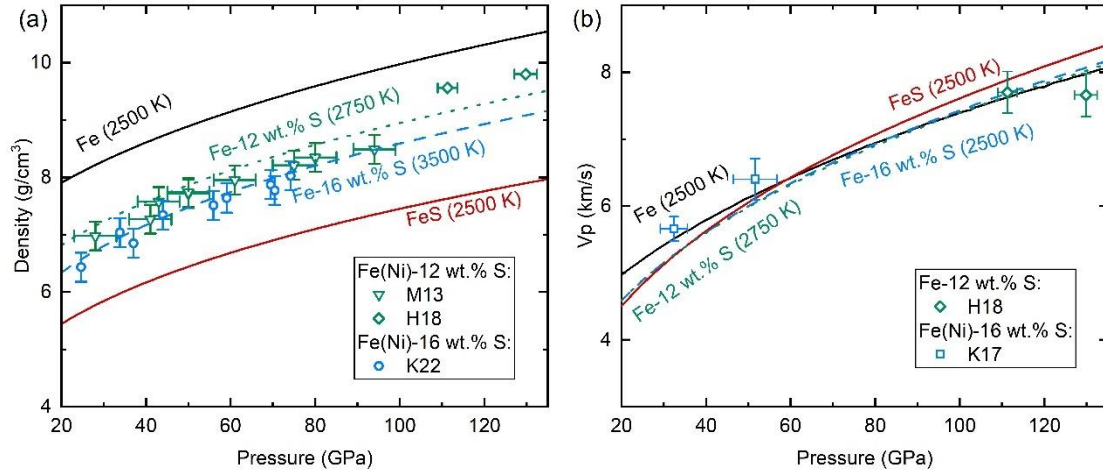 (a)
Density (g/cm³)
10
8
6
4
Fe (2500 K)
Fe-12 wt.% S (2750 K)
Fe-16 wt.% S (3500 K)
FeS (2500 K)
Fe(Ni)-12 wt.% S:
M13
H18
Fe(Ni)-16 wt.% S:
K22
20 40 60 80 100 120
Pressure (GPa)
(b)
Vp (km/s)
8
6
4
FeS (2500 K)
Fe (2500 K)
Fe-16 wt.% S (2500 K)
Fe-12 wt.% S (2750 K)
Fe-12 wt.% S:
H18
Fe(Ni)-16 wt.% S:
K17
20 40 60 80 100 120
Pressure (GPa)